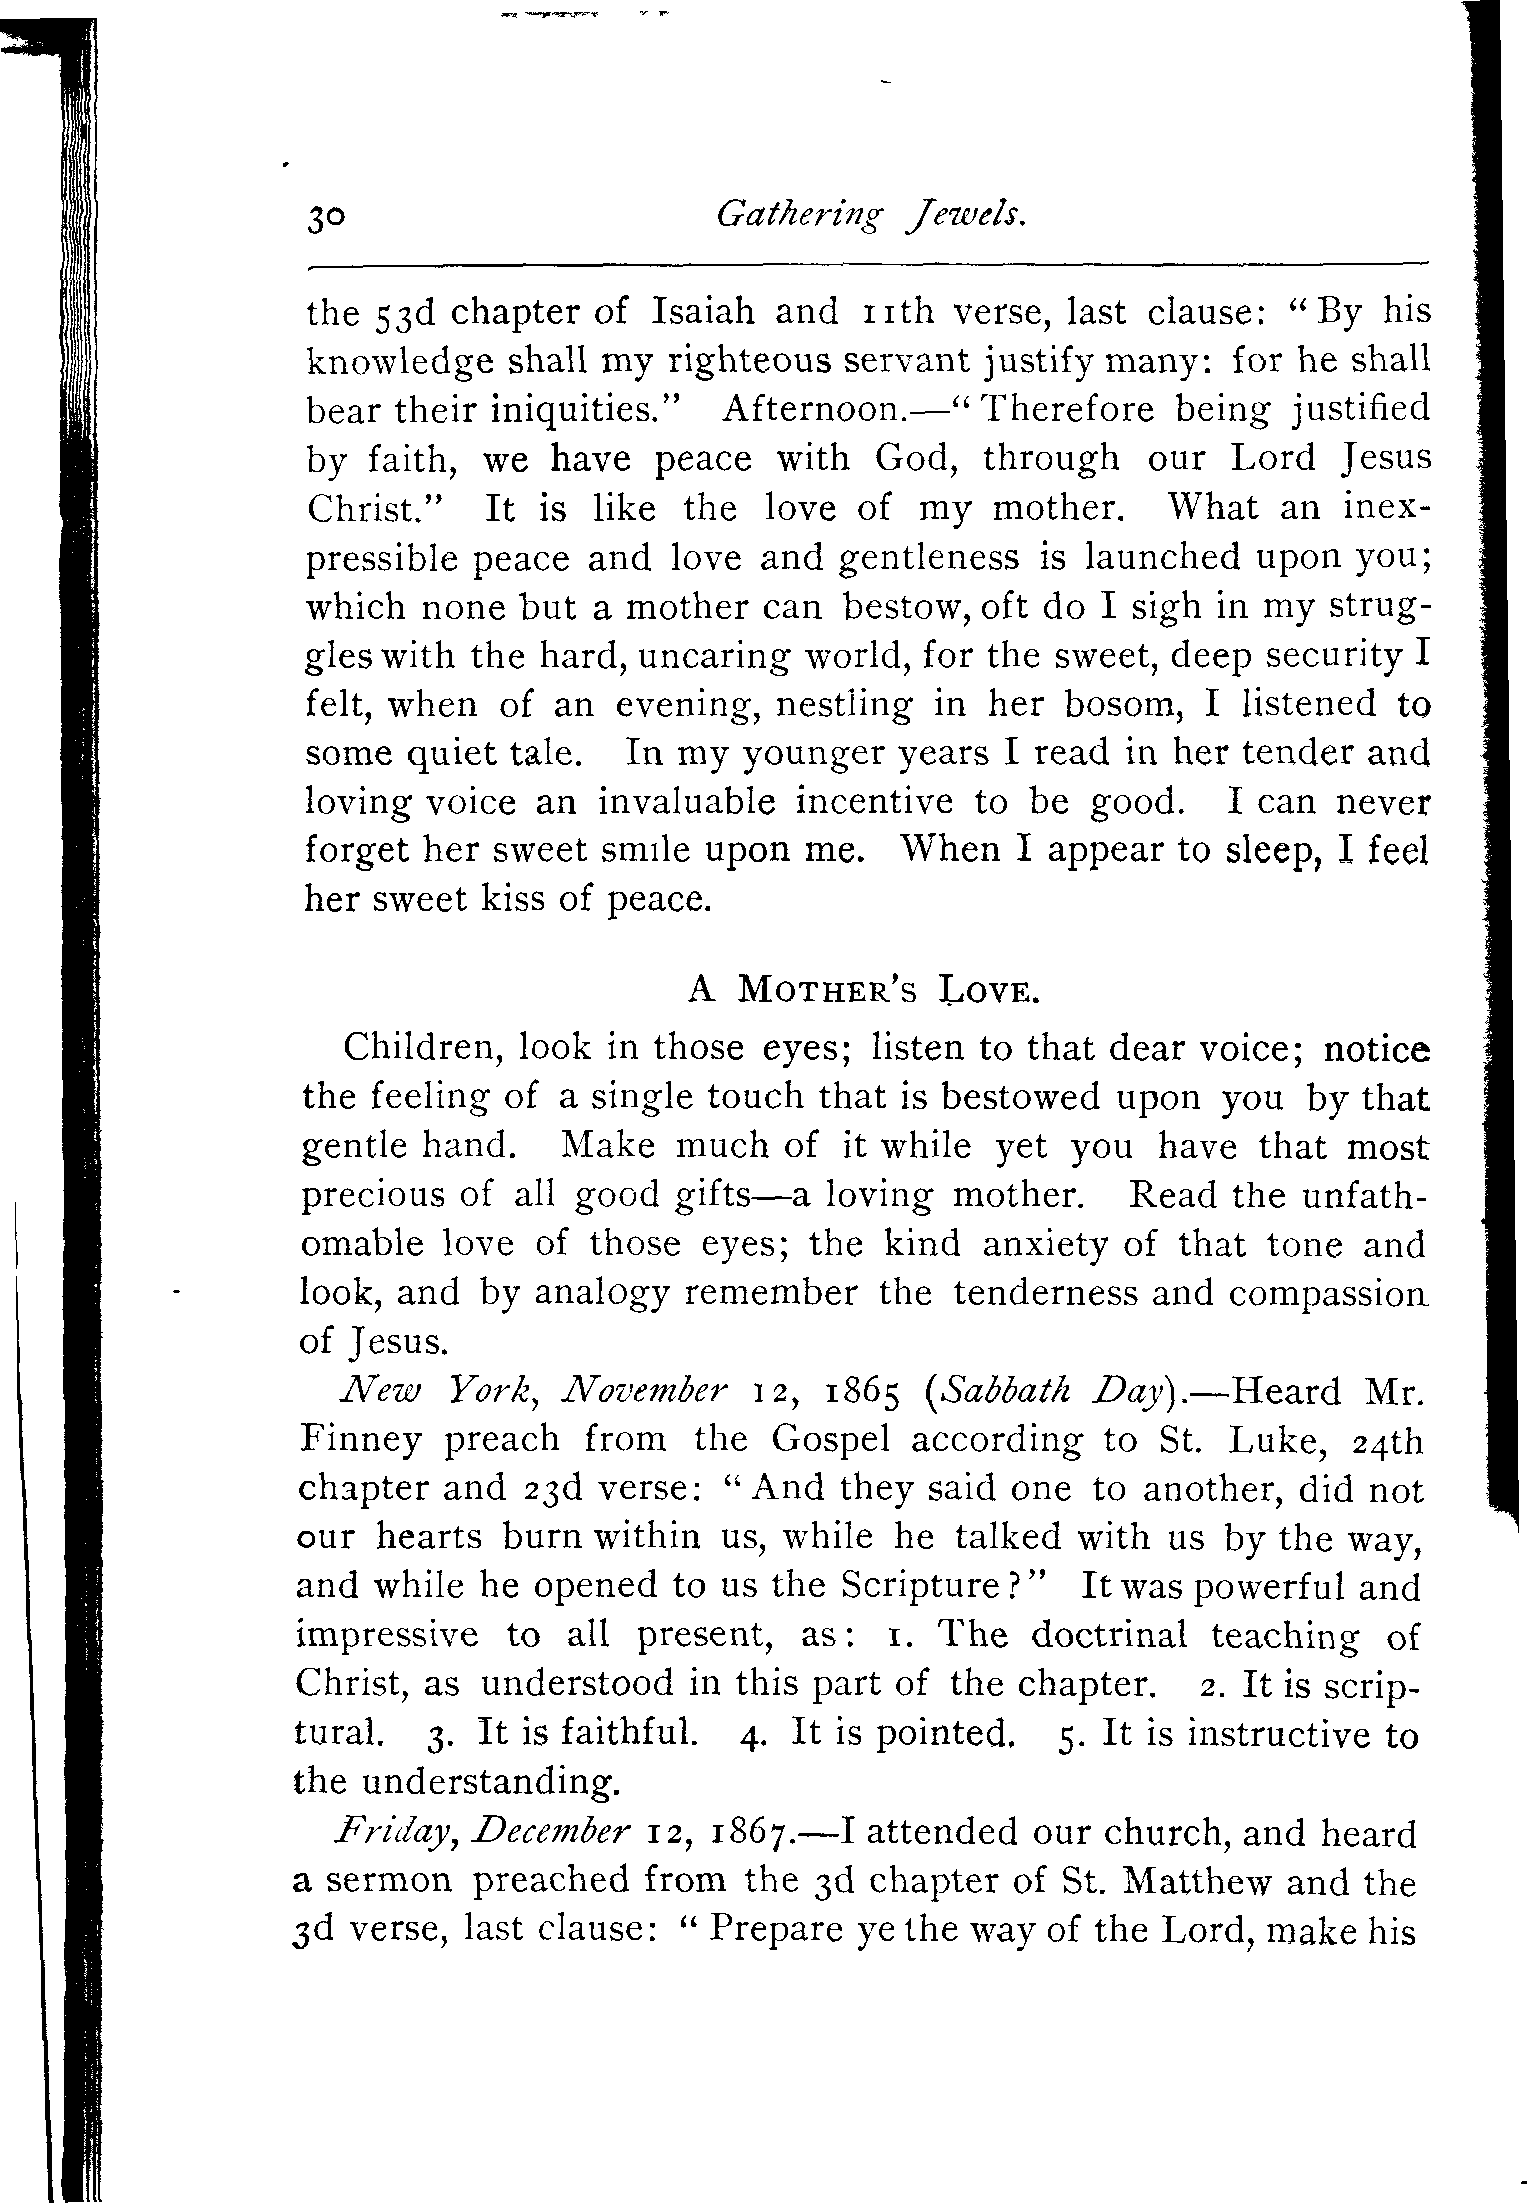 30 Gathering Jewels.
the 53d chapter of Isaiah and 11th verse, last clause: “By his
knowledge shall my righteous servant justify many: for he shall
bear their iniquities.” Afternoon.—“Therefore being justified
by faith, we have peace with God, through our Lord Jesus
Christ.” It is like the love of my mother. What an inex-
pressible peace and love and gentleness is launched upon you;
which none but a mother can bestow, oft do I sigh in my strug-
gles with the hard, uncaring world, for the sweet, deep security I
felt, when of an evening, nestling in her bosom, I listened to
some quiet tale. In my younger years I read in her tender and
loving voice an invaluable incentive to be good. I can never
forget her sweet smile upon me. When I appear to sleep, I feel
her sweet kiss of peace.
A MOTHER'S LOVE.
Children, look in those eyes; listen to that dear voice; notice
the feeling of a single touch that is bestowed upon you by that
gentle hand. Make much of it while yet you have that most
precious of all good gifts—a loving mother. Read the unfath-
omable love of those eyes; the kind anxiety of that tone and
look, and by analogy remember the tenderness and compassion
of Jesus.
New York, November 12, 1865 (Sabbath Day).—Heard Mr.
Finney preach from the Gospel according to St. Luke, 24th
chapter and 23d verse: “And they said one to another, did not
our hearts burn within us, while he talked with us by the way,
and while he opened to us the Scripture?” It was powerful and
impressive to all present, as: 1. The doctrinal teaching of
Christ, as understood in this part of the chapter. 2. It is scrip-
tural. 3. It is faithful. 4. It is pointed. 5. It is instructive to
the understanding.
Friday, December 12, 1867.—I attended our church, and heard
a sermon preached from the 3d chapter of St. Matthew and the
3d verse, last clause: “Prepare ye the way of the Lord, make his